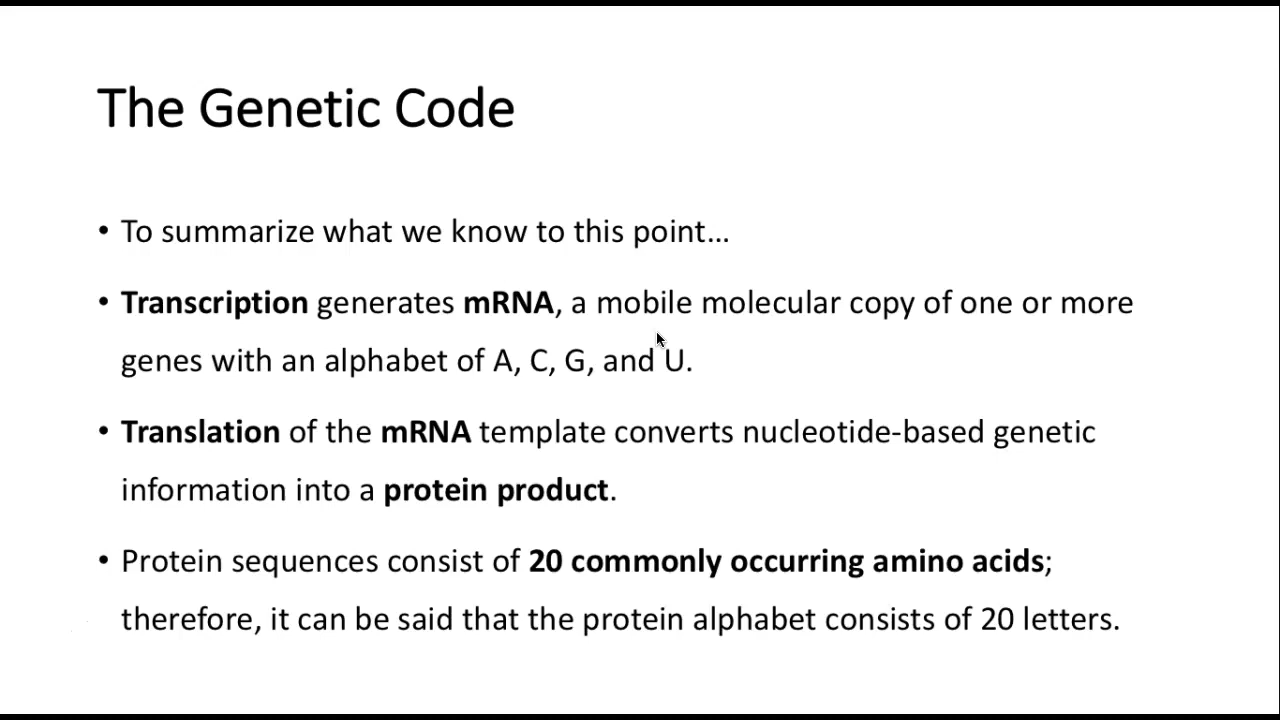 The Genetic Code
• To summarize what we know to this point…
• Transcription generates mRNA, a mobile molecular copy of one or more
genes with an alphabet of A, C, G, and U.
• Translation of the mRNA template converts nucleotide-based genetic
information into a protein product.
• Protein sequences consist of 20 commonly occurring amino acids;
therefore, it can be said that the protein alphabet consists of 20 letters.